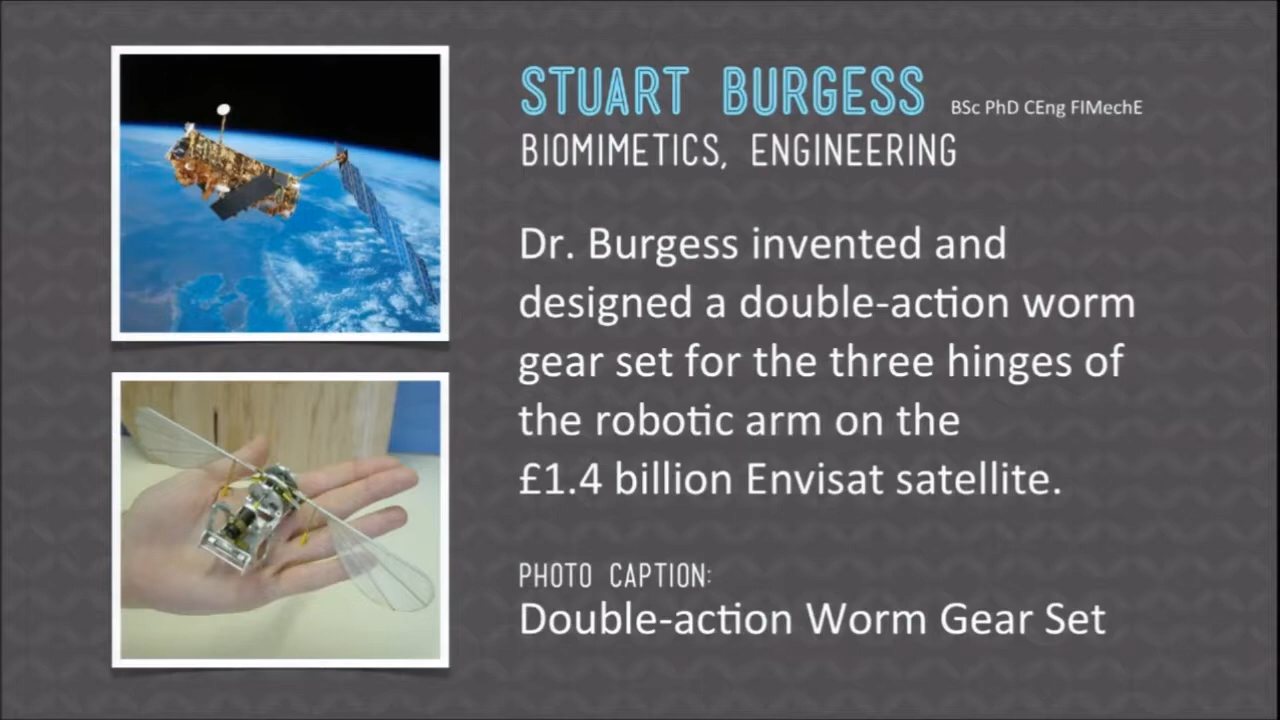 STUART BURGESS BSc PhD CEng FIMechE
BIOMIMETICS, ENGINEERING
Dr. Burgess invented and
designed a double-action worm
gear set for the three hinges of
the robotic arm on the
£1.4 billion Envisat satellite.
PHOTO CAPTION:
Double-action Worm Gear Set